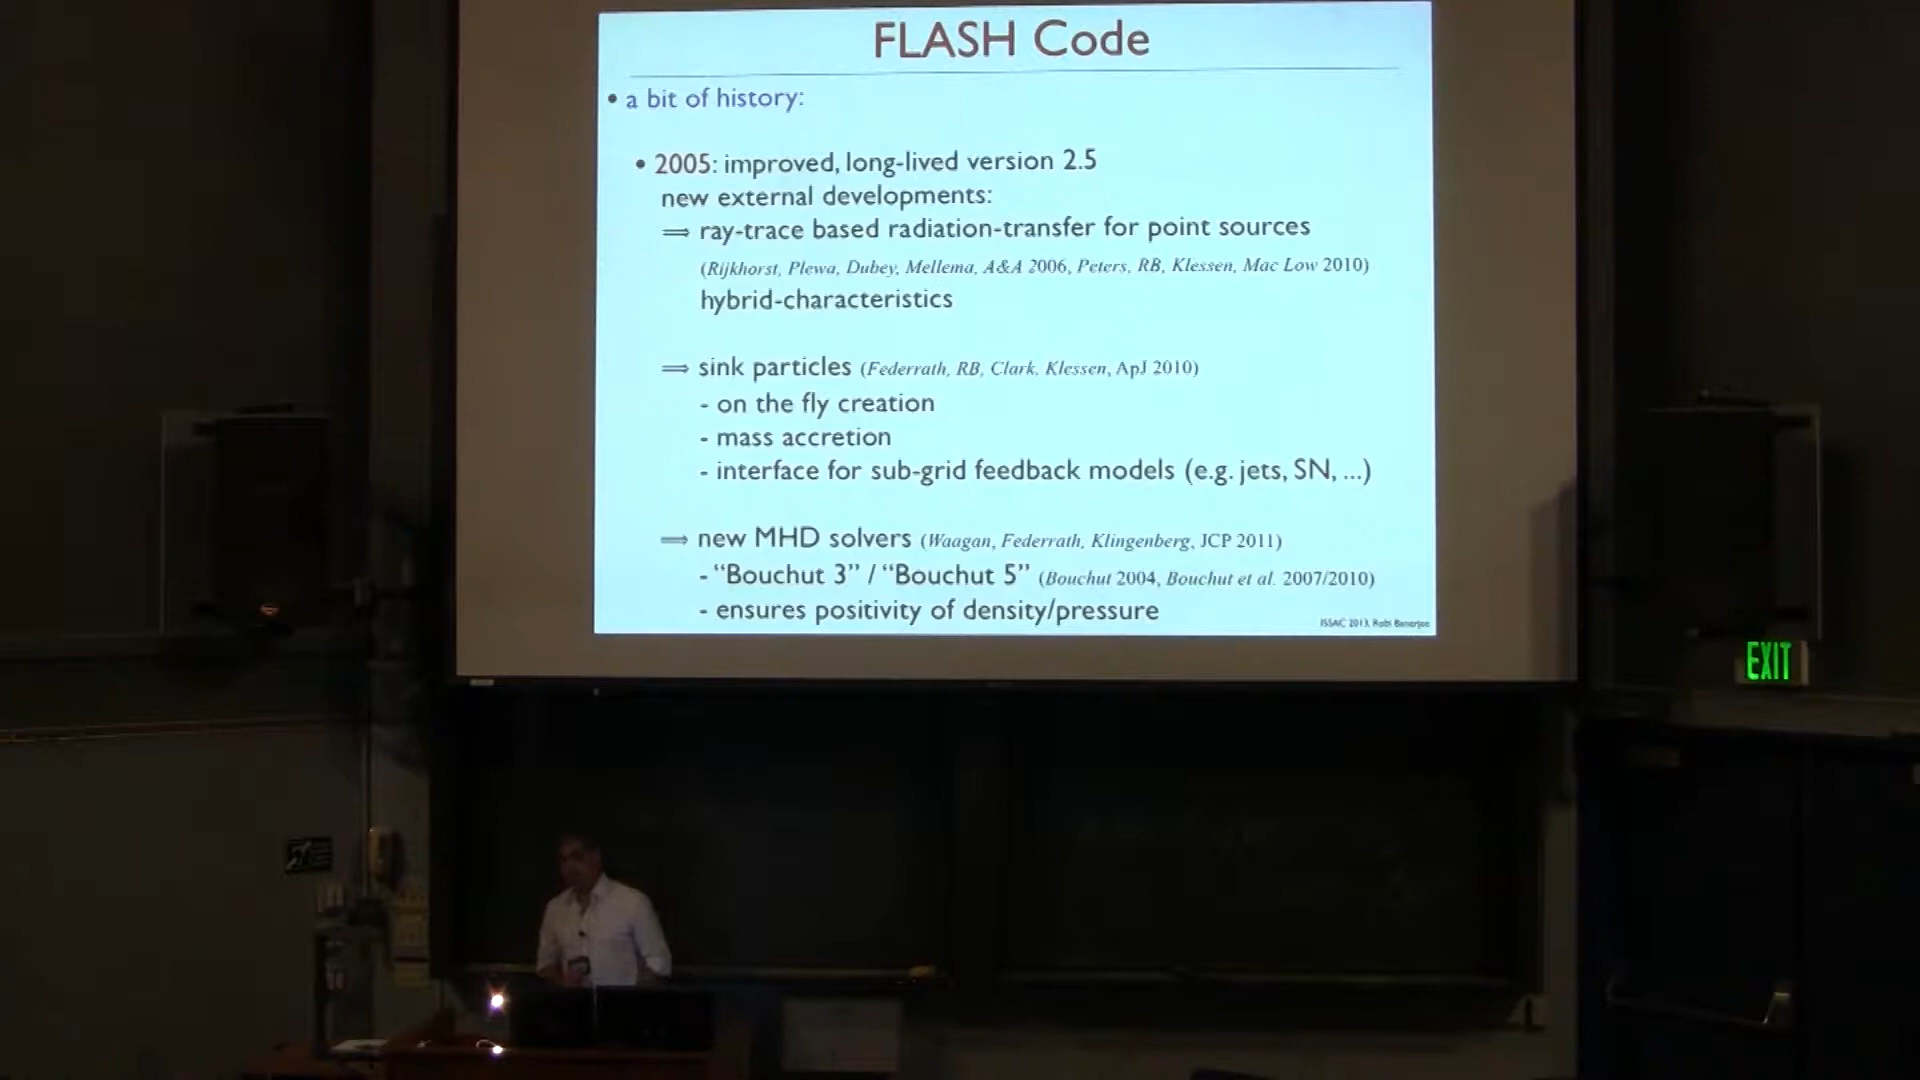 FLASH Code
• a bit of history:
• 2005: improved, long-lived version 2.5
new external developments:
⟹ ray-trace based radiation-transfer for point sources
(Rijkhorst, Plewa, Dubey, Mellema, A&A 2006, Peters, RB, Klessen, Mac Low 2010)
hybrid-characteristics
⟹ sink particles (Federrath, RB, Clark, Klessen, ApJ 2010)
- on the fly creation
- mass accretion
- interface for sub-grid feedback models (e.g. jets, SN, ...)
⟹ new MHD solvers (Waagan, Federrath, Klingenberg, JCP 2011)
- “Bouchut 3” / “Bouchut 5” (Bouchut 2004, Bouchut et al. 2007/2010)
- ensures positivity of density/pressure
ISSAC 2013, Robi Banerjee
EXIT